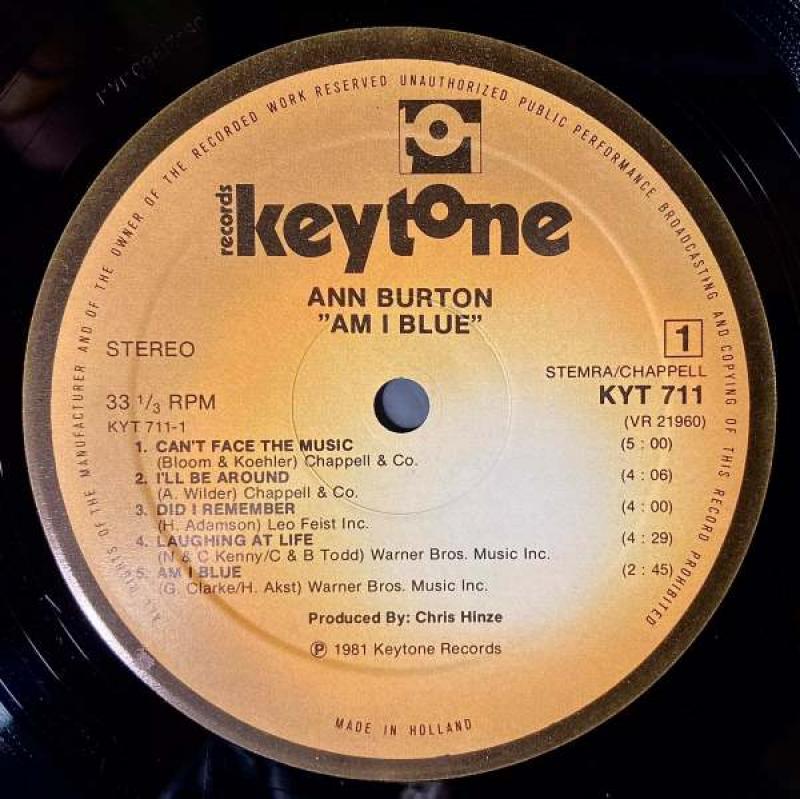 ALL RIGHTS OF THE MANUFACTURER AND OF THE OWNER OF THE RECORDED WORK RESERVED UNAUTHORIZED PUBLIC PERFORMANCE BROADCASTING AND COPYING OF THIS RECORD PROHIBITED
records
keytone
ANN BURTON
"AM I BLUE"
STEREO
1
STEMRA/CHAPPELL
33 1/3 RPM
KYT 711
KYT 711-1
(VR 21960)
1. CAN'T FACE THE MUSIC (5 : 00)
(Bloom & Koehler) Chappell & Co.
2. I'LL BE AROUND (4 : 06)
(A. Wilder) Chappell & Co.
3. DID I REMEMBER (4 : 00)
(H. Adamson) Leo Feist Inc.
4. LAUGHING AT LIFE (4 : 29)
(N & C Kenny/C & B Todd) Warner Bros. Music Inc.
5. AM I BLUE (2 : 45)
(G. Clarke/H. Akst) Warner Bros. Music Inc.
Produced By: Chris Hinze
℗ 1981 Keytone Records
MADE IN HOLLAND